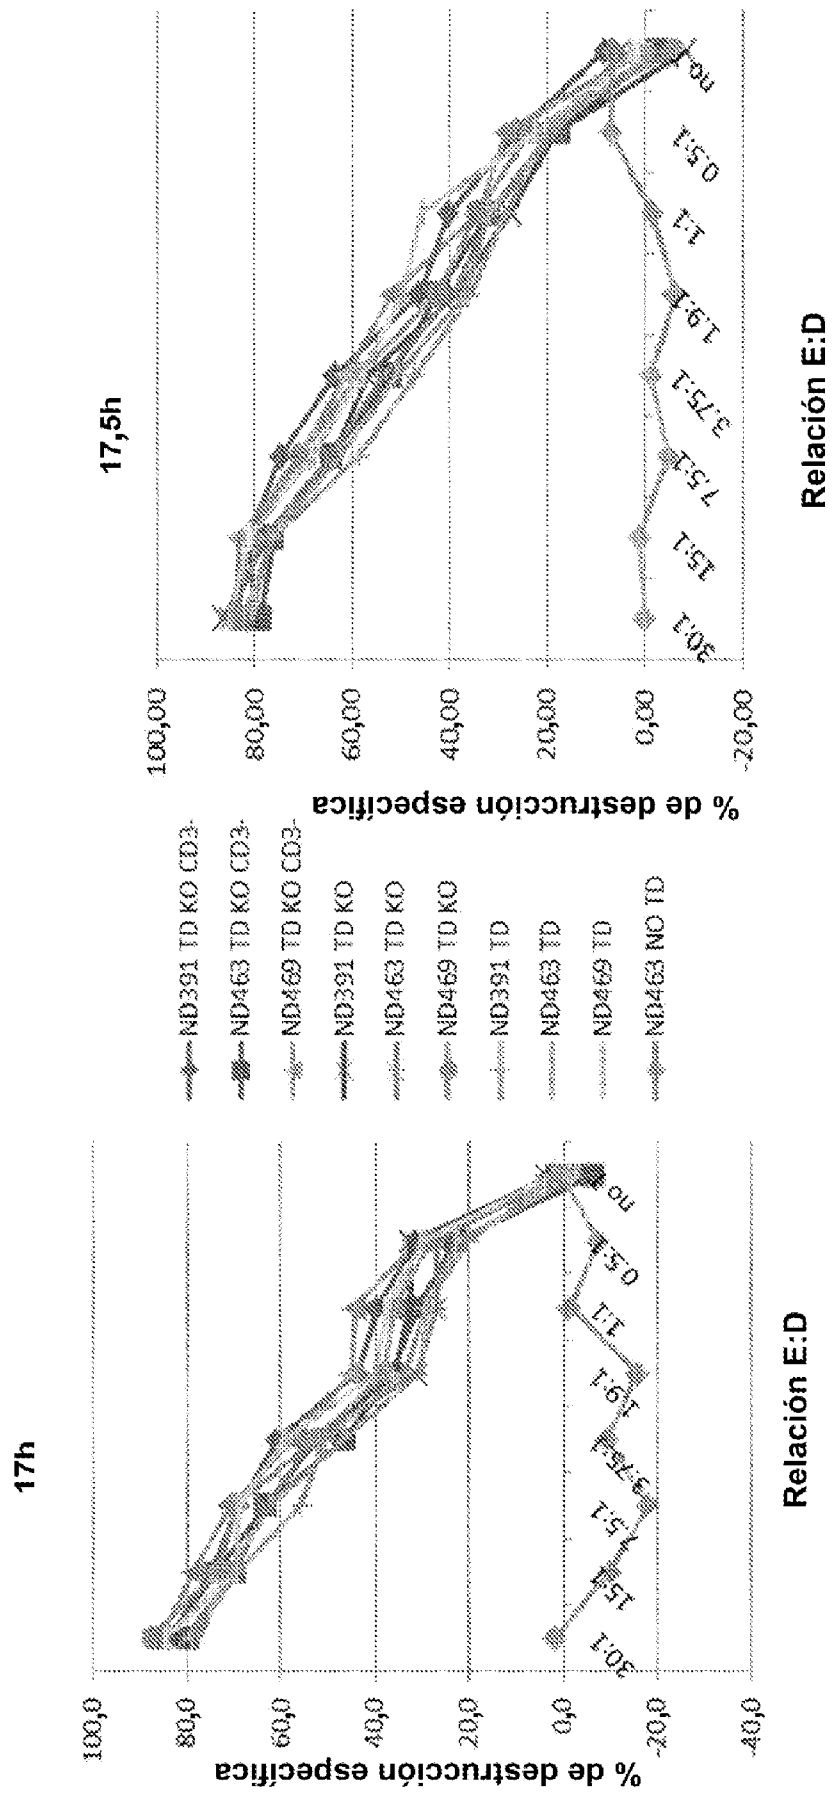 17h
% de destrucción específica
100,0
80,0
60,0
40,0
20,0
0,0
-20,0
-40,0
30:1
15:1
7.5:1
3.75:1
1.9:1
1:1
0.5:1
no
Relación E:D
ND391 TD KO CD3-
ND463 TD KO CD3-
ND469 TD KO CD3-
ND391 TD KO
ND463 TD KO
ND469 TD KO
ND391 TD
ND463 TD
ND469 TD
ND463 NO TD
17,5h
% de destrucción específica
100,00
80,00
60,00
40,00
20,00
0,00
-20,00
30:1
15:1
7.5:1
3.75:1
1.9:1
1:1
0.5:1
no
Relación E:D